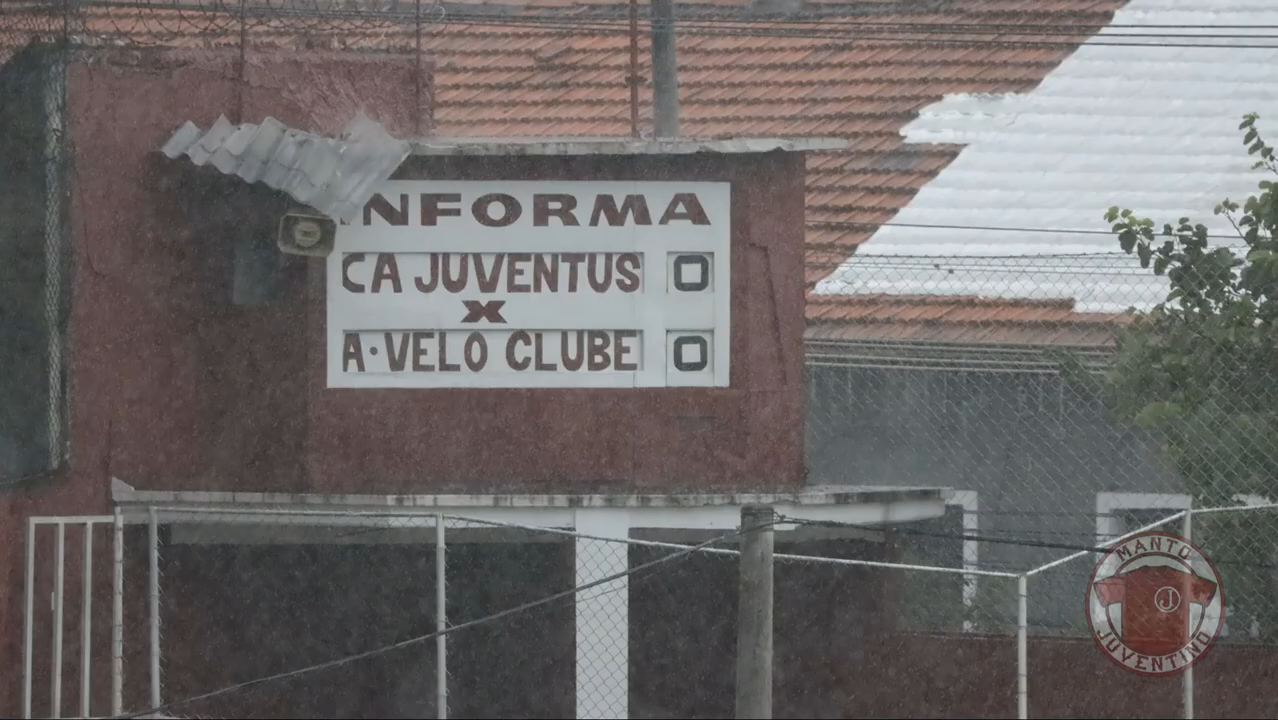 INFORMA
CA JUVENTUS 0
X
A·VELO CLUBE 0
MANTO
J
JUVENTINO